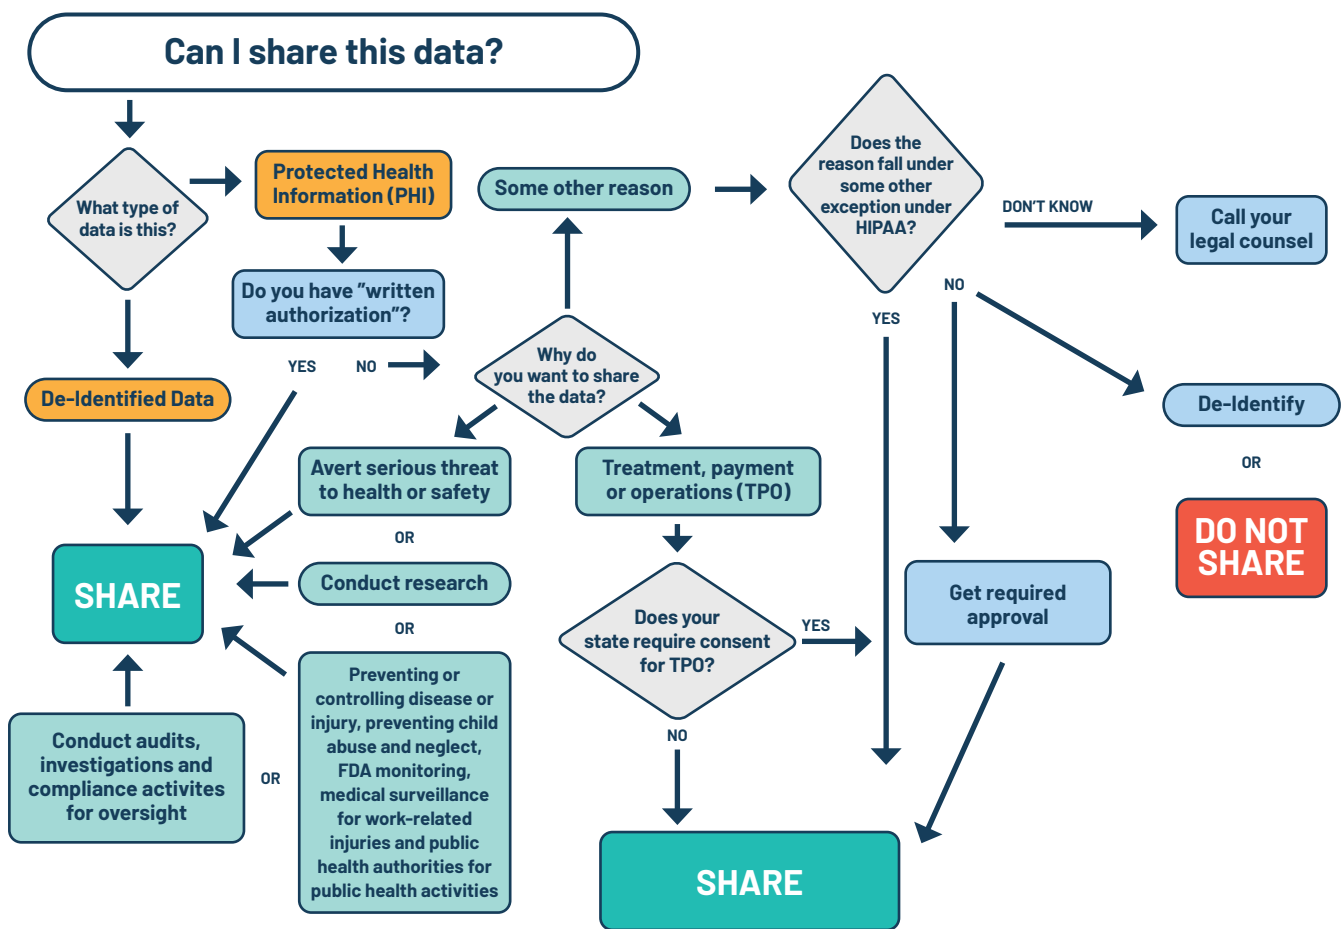 Can I share this data?
What type of
data is this?
Protected Health
Information (PHI)
Do you have "written
authorization"?
YES
NO
De-Identified Data
Some other reason
Why do
you want to share
the data?
Does the
reason fall under
some other
exception under
HIPAA?
DON'T KNOW
Call your
legal counsel
NO
YES
De-Identify
OR
DO NOT
SHARE
Avert serious threat
to health or safety
OR
Conduct research
OR
Preventing or
controlling disease or
injury, preventing child
abuse and neglect,
FDA monitoring,
medical surveillance
for work-related
injuries and public
health authorities for
public health activities
OR
Conduct audits,
investigations and
compliance activites
for oversight
SHARE
Treatment, payment
or operations (TPO)
Does your
state require consent
for TPO?
YES
NO
Get required
approval
SHARE